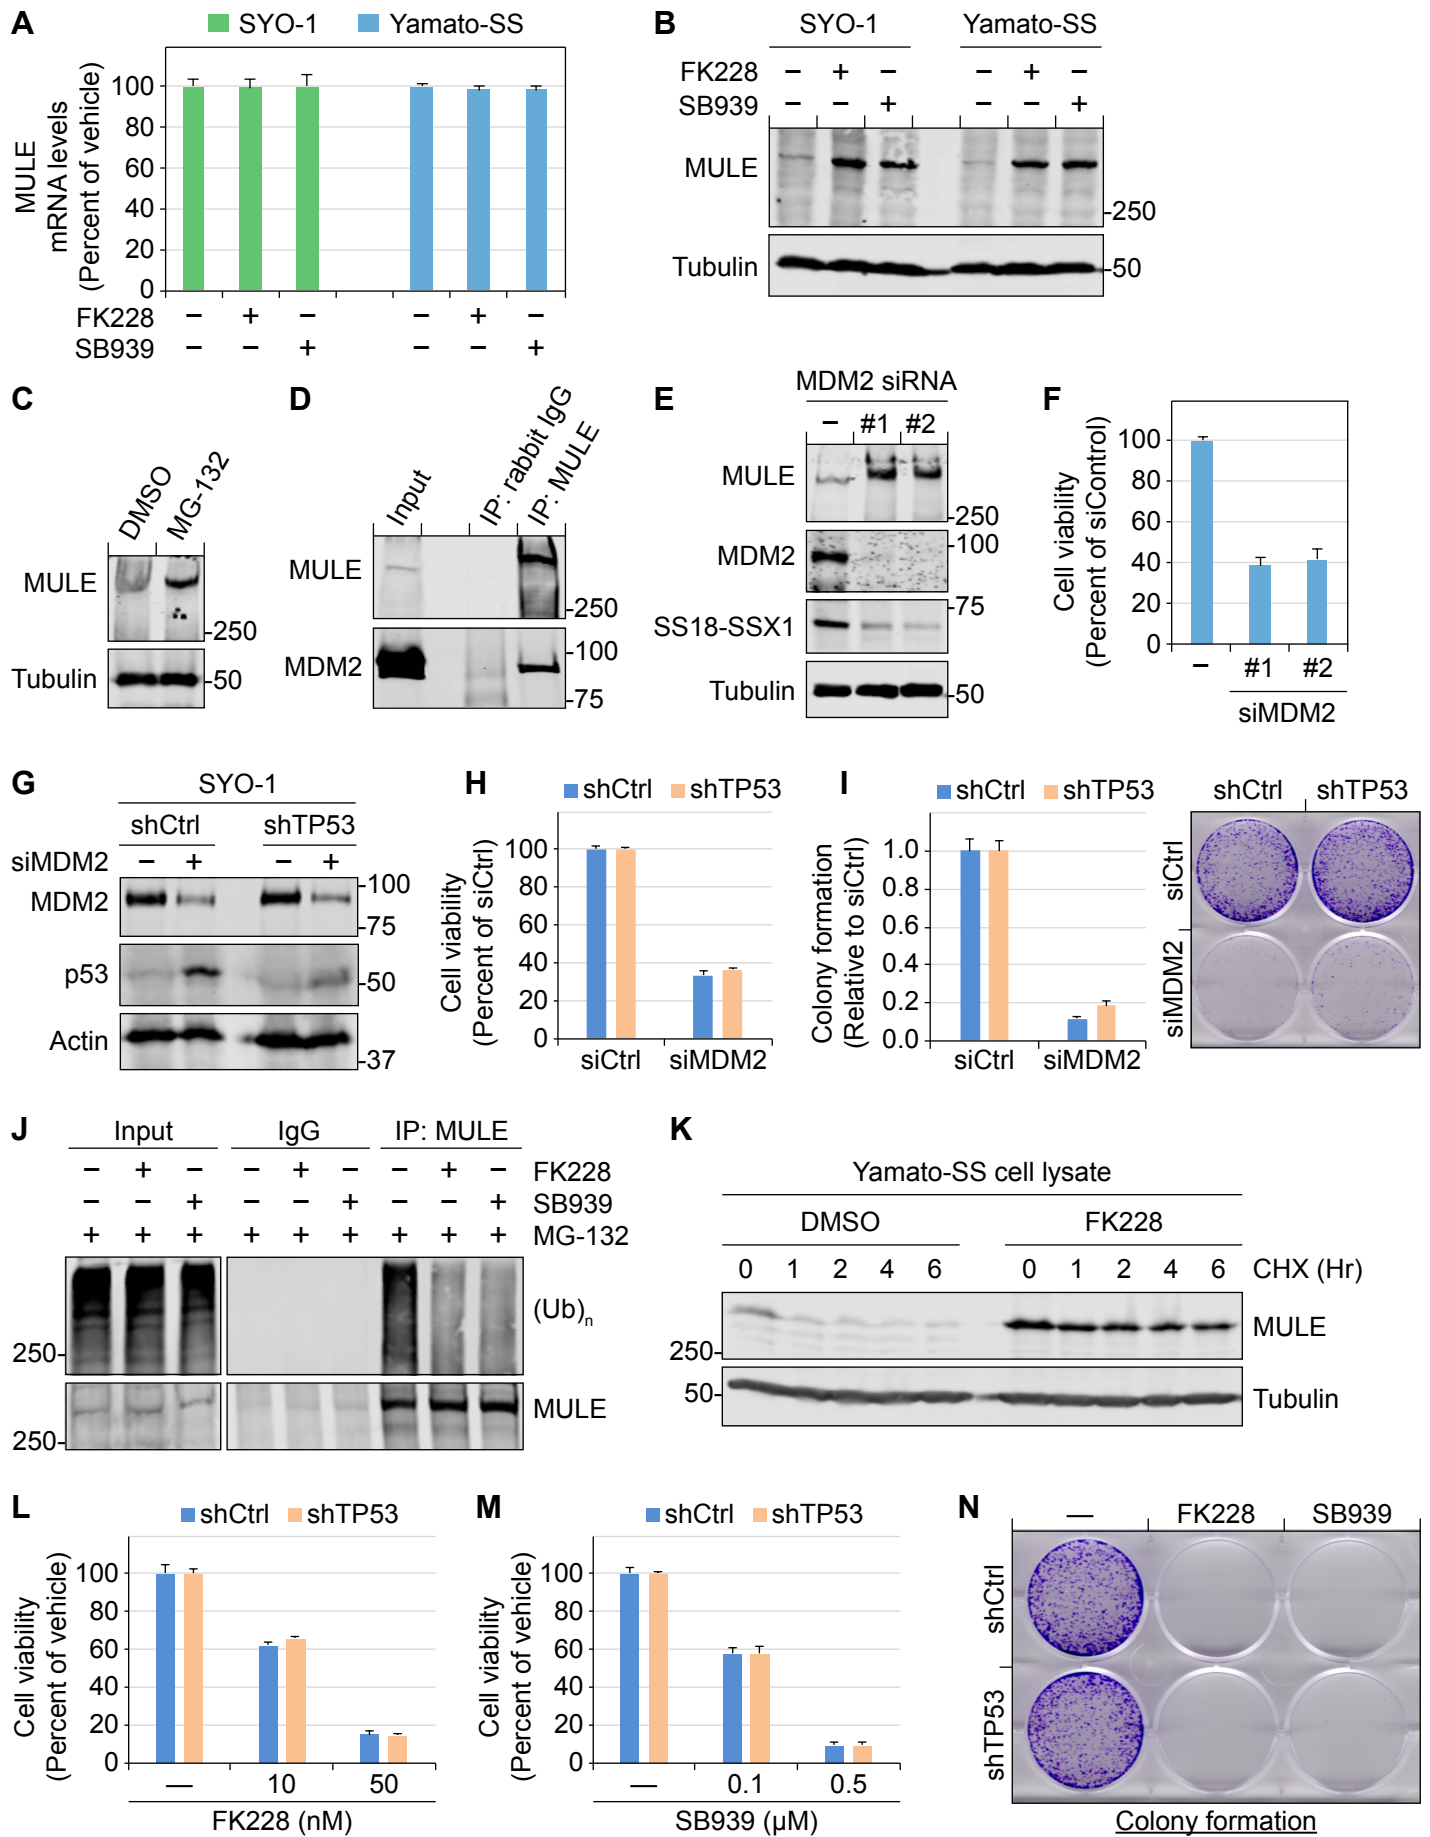 A
SYO-1 Yamato-SS
MULE
mRNA levels
(Percent of vehicle)
100
80
60
40
20
0
FK228 – + – – + –
SB939 – – + – – +
B
SYO-1 Yamato-SS
FK228 – + – – + –
SB939 – – + – – +
MULE
-250
Tubulin
-50
C
DMSO
MG-132
MULE
-250
Tubulin
-50
D
Input
IP: rabbit IgG
IP: MULE
MULE
-250
MDM2
-100
-75
E
MDM2 siRNA
– #1 #2
MULE
-250
MDM2
-100
SS18-SSX1
-75
Tubulin
-50
F
Cell viability
(Percent of siControl)
100
80
60
40
20
0
– #1 #2
siMDM2
G
SYO-1
shCtrl shTP53
siMDM2 – + – +
MDM2
-100
-75
p53
-50
Actin
-37
H
shCtrl shTP53
Cell viability
(Percent of siCtrl)
100
80
60
40
20
0
siCtrl siMDM2
I
shCtrl shTP53
Colony formation
(Relative to siCtrl)
1.0
0.8
0.6
0.4
0.2
0.0
siCtrl siMDM2
shCtrl shTP53
siCtrl
siMDM2
J
Input IgG IP: MULE
– + – – + – – + – FK228
– – + – – + – – + SB939
+ + + + + + + + + MG-132
(Ub)n
250-
MULE
250-
K
Yamato-SS cell lysate
DMSO FK228
0 1 2 4 6 0 1 2 4 6 CHX (Hr)
MULE
250-
50-
Tubulin
L
shCtrl shTP53
Cell viability
(Percent of vehicle)
100
80
60
40
20
0
— 10 50
FK228 (nM)
M
shCtrl shTP53
Cell viability
(Percent of vehicle)
100
80
60
40
20
0
— 0.1 0.5
SB939 (µM)
N
— FK228 SB939
shCtrl
shTP53
Colony formation